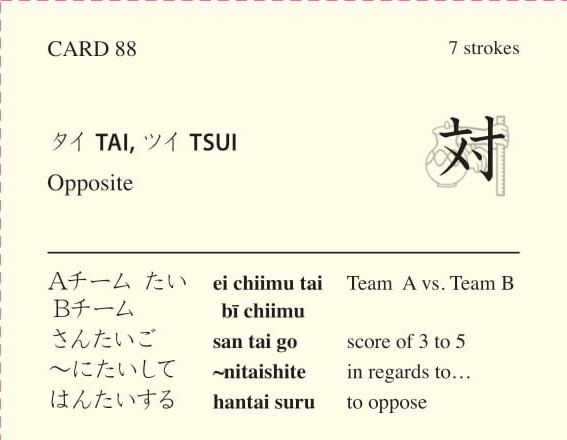 CARD 88 7 strokes
タイ TAI, ツイ TSUI
対
Opposite
Aチーム たい ei chiimu tai Team A vs. Team B
Bチーム bī chiimu
さんたいご san tai go score of 3 to 5
～にたいして ~nitaishite in regards to…
はんたいする hantai suru to oppose